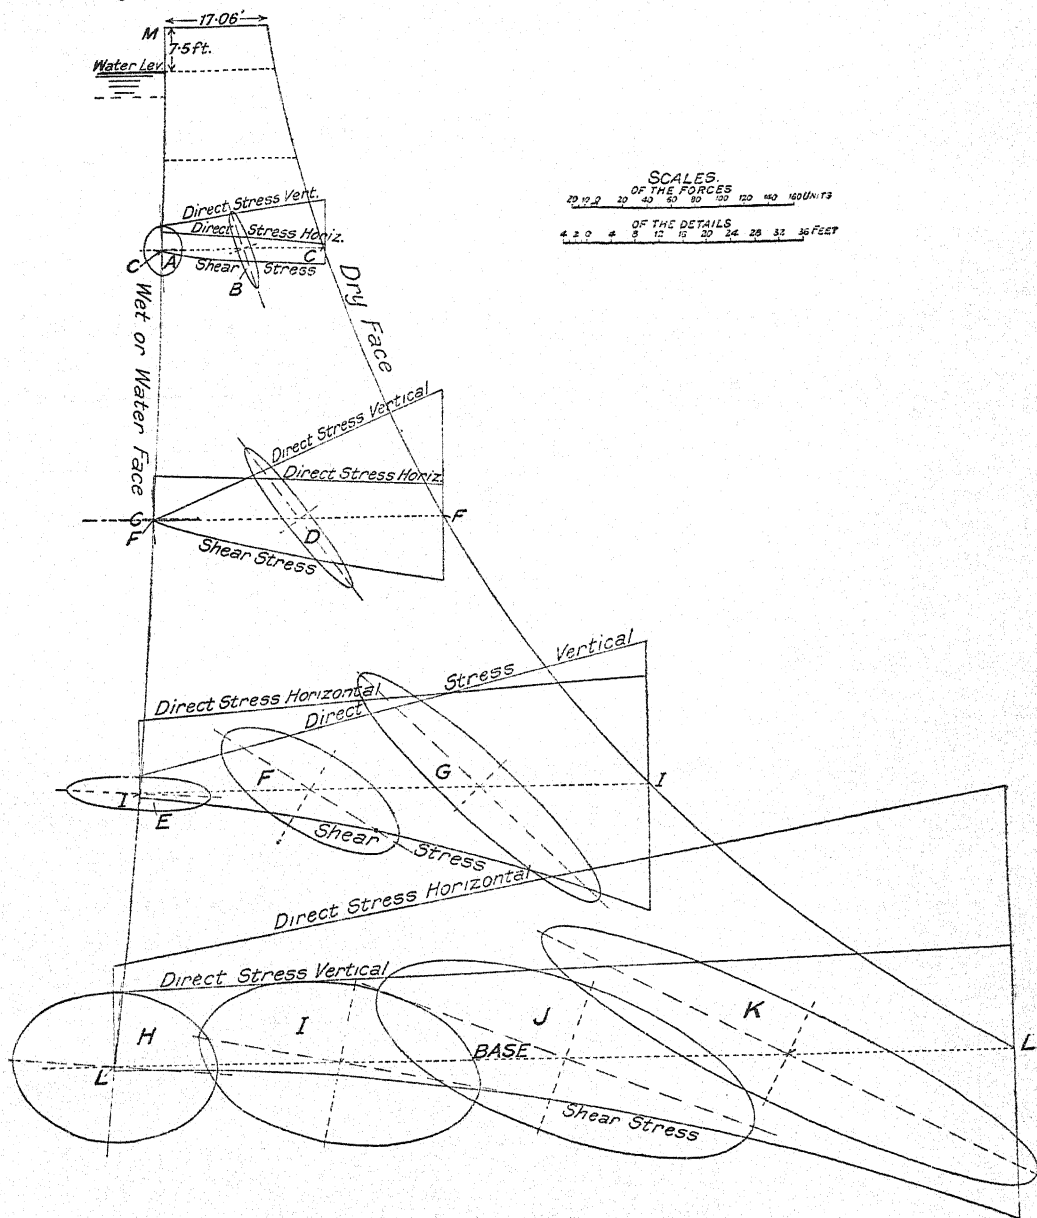 17·06'
M
7·5 ft.
Water Lev.
SCALES.
OF THE FORCES
20 10 0 20 40 60 80 100 120 140 160 UNITS
OF THE DETAILS
4 2 0 4 8 12 16 20 24 28 32 36 FEET
Direct Stress Vert.
Direct Stress Horiz.
C A C
Shear Stress
B
Wet or Water Face
Dry Face
Direct Stress Vertical
Direct Stress Horiz.
G F
F D
Shear Stress
Direct Stress Vertical
Direct Stress Horizontal
F G I
I E
Shear Stress
Direct Stress Horizontal
Direct Stress Vertical
H I J K
BASE
L L
Shear Stress